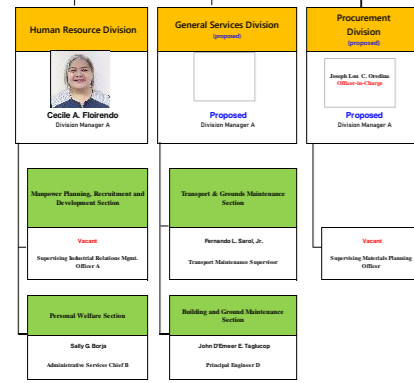 Human Resource Division
Cecile A. Floirendo
Division Manager A
Manpower Planning, Recruitment and
Development Section
Vacant
Supervising Industrial Relations Mgmt.
Officer A
Personal Welfare Section
Sally G. Borja
Administrative Services Chief B
General Services Division
(proposed)
Proposed
Division Manager A
Transport & Grounds Maintenance
Section
Fernando L. Sarol, Jr.
Transport Maintenance Supervisor
Building and Ground Maintenance
Section
John D'Emeer E. Taglucop
Principal Engineer D
Procurement
Division
(proposed)
Joseph Lou C. Oredina
Officer-in-Charge
Proposed
Division Manager A
Vacant
Supervising Materials Planning
Officer